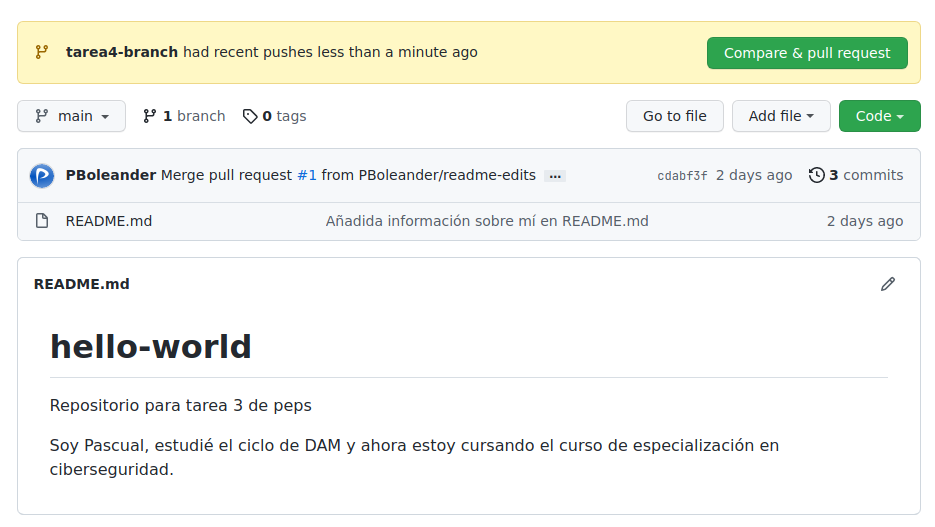 tarea4-branch had recent pushes less than a minute ago
Compare & pull request
main
1 branch
0 tags
Go to file
Add file
Code
PBoleander Merge pull request #1 from PBoleander/readme-edits ...
cdabf3f 2 days ago
3 commits
README.md
Añadida información sobre mí en README.md
2 days ago
README.md
hello-world
Repositorio para tarea 3 de peps
Soy Pascual, estudié el ciclo de DAM y ahora estoy cursando el curso de especialización en
ciberseguridad.